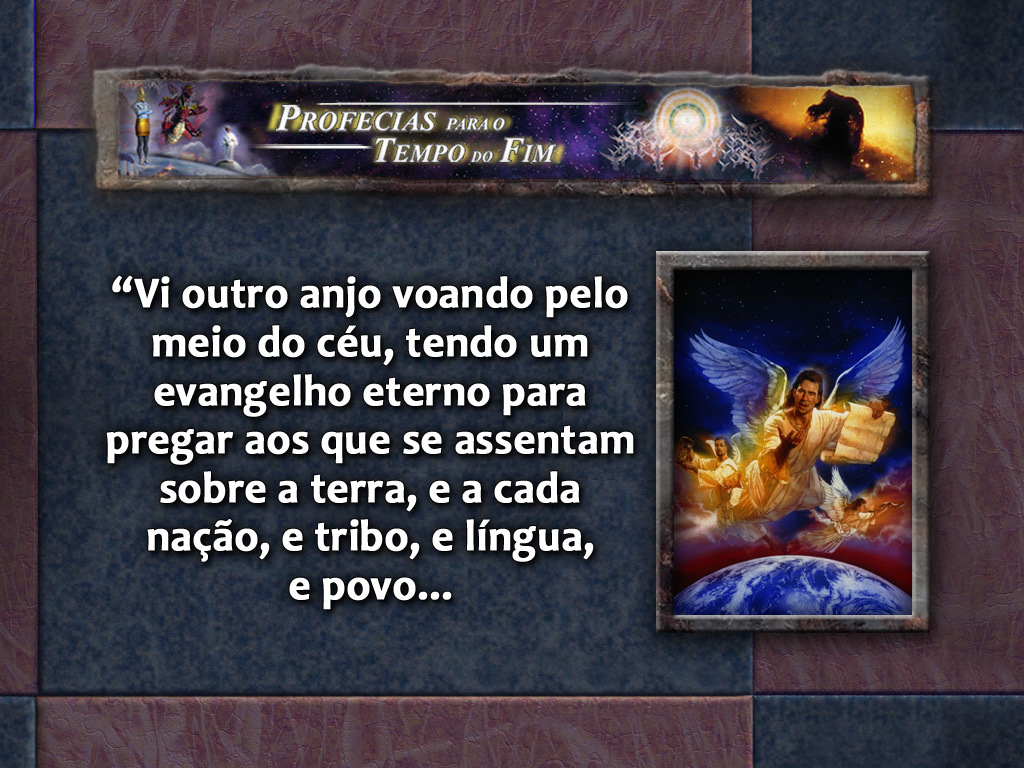 PROFECIAS PARA O
TEMPO DO FIM
“Vi outro anjo voando pelo
meio do céu, tendo um
evangelho eterno para
pregar aos que se assentam
sobre a terra, e a cada
nação, e tribo, e língua,
e povo...